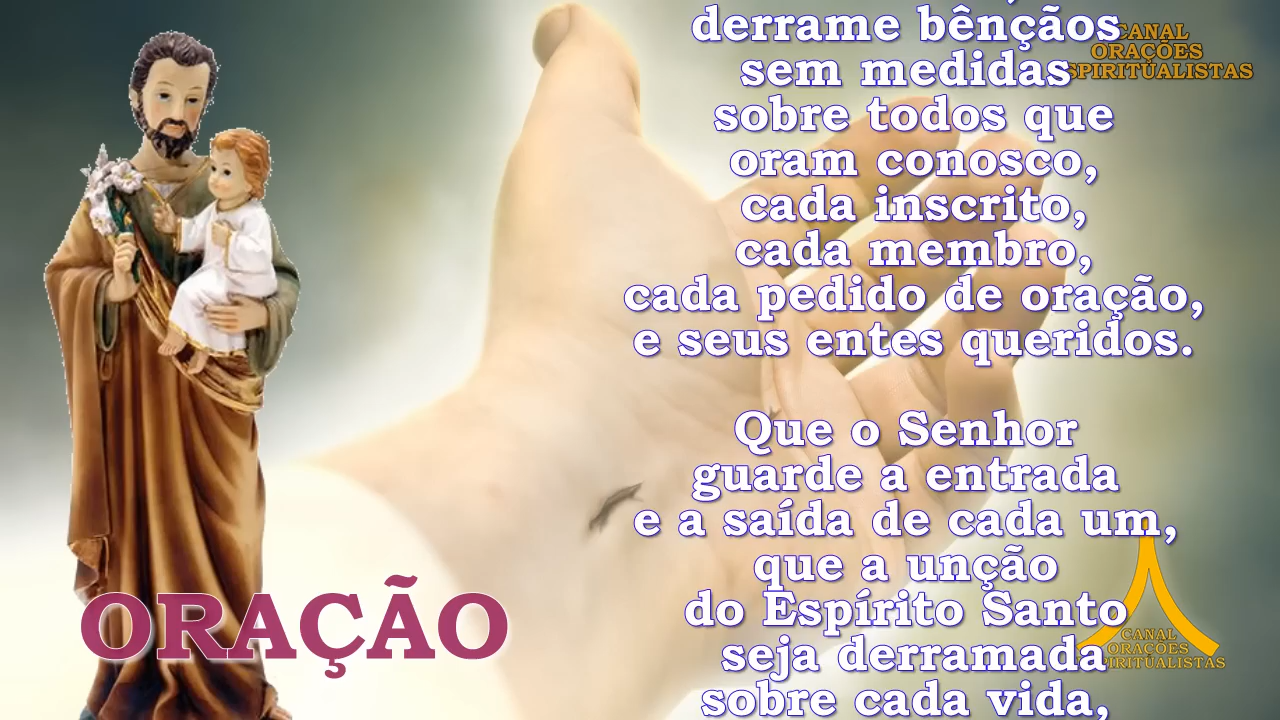 derrame bênçãos
sem medidas
sobre todos que
oram conosco,
cada inscrito,
cada membro,
cada pedido de oração,
e seus entes queridos.
Que o Senhor
guarde a entrada
e a saída de cada um,
que a unção
do Espírito Santo
seja derramada
sobre cada vida,
ORAÇÃO
CANAL
ORAÇÕES
ESPIRITUALISTAS
CANAL
ORAÇÕES
ESPIRITUALISTAS